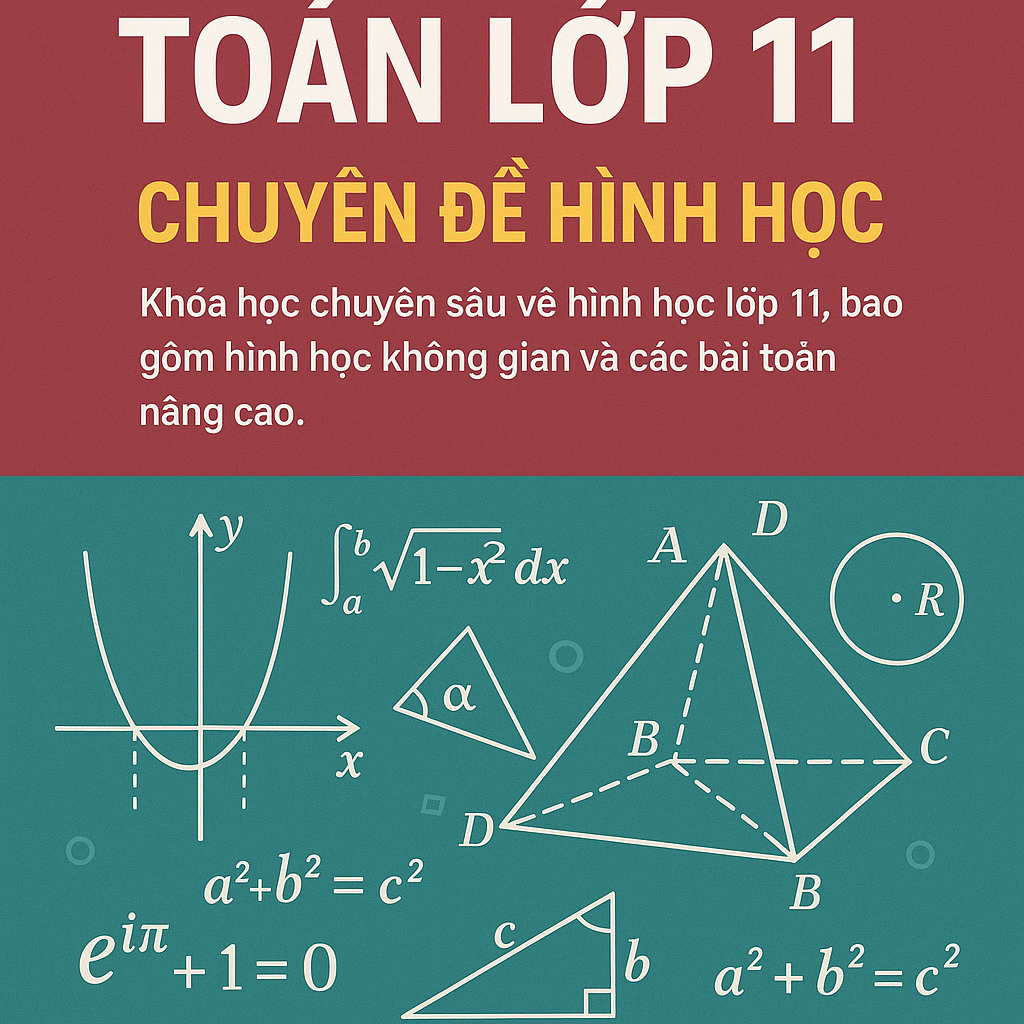 TOÁN LỚP 11
CHUYÊN ĐỀ HÌNH HỌC
Khóa học chuyên sâu vê hình học löp 11, bao
gôm hình học không gian và các bài toản
nâng cao.
y
∫ₐᵇ √1−x² dx
A
D
R
α
B
C
x
D
B
a²+b² = c²
e^{iπ} + 1 = 0
c
b
a² + b² = c²